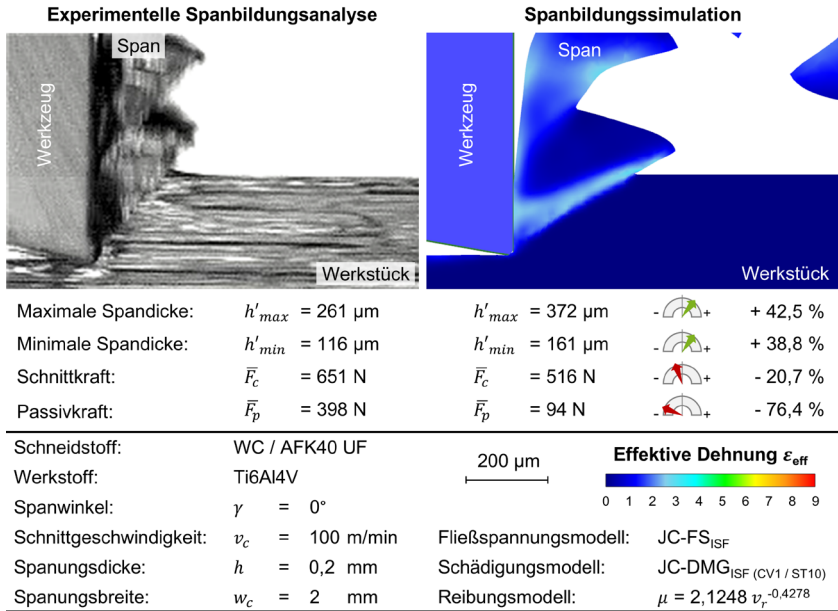 Experimentelle Spanbildungsanalyse
Spanbildungssimulation
Werkzeug
Span
Werkstück
Werkzeug
Span
Werkstück
Maximale Spandicke: h'max = 261 µm h'max = 372 µm - + + 42,5 %
Minimale Spandicke: h'min = 116 µm h'min = 161 µm - + + 38,8 %
Schnittkraft: F̅c = 651 N F̅c = 516 N - + - 20,7 %
Passivkraft: F̅p = 398 N F̅p = 94 N - + - 76,4 %
Schneidstoff: WC / AFK40 UF
Werkstoff: Ti6Al4V
Spanwinkel: γ = 0°
Schnittgeschwindigkeit: vc = 100 m/min
Spanungsdicke: h = 0,2 mm
Spanungsbreite: wc = 2 mm
200 µm
Effektive Dehnung εeff
0 1 2 3 4 5 6 7 8 9
Fließspannungsmodell: JC-FSISF
Schädigungsmodell: JC-DMGISF (CV1 / ST10)
Reibungsmodell: µ = 2,1248 vr-0,4278